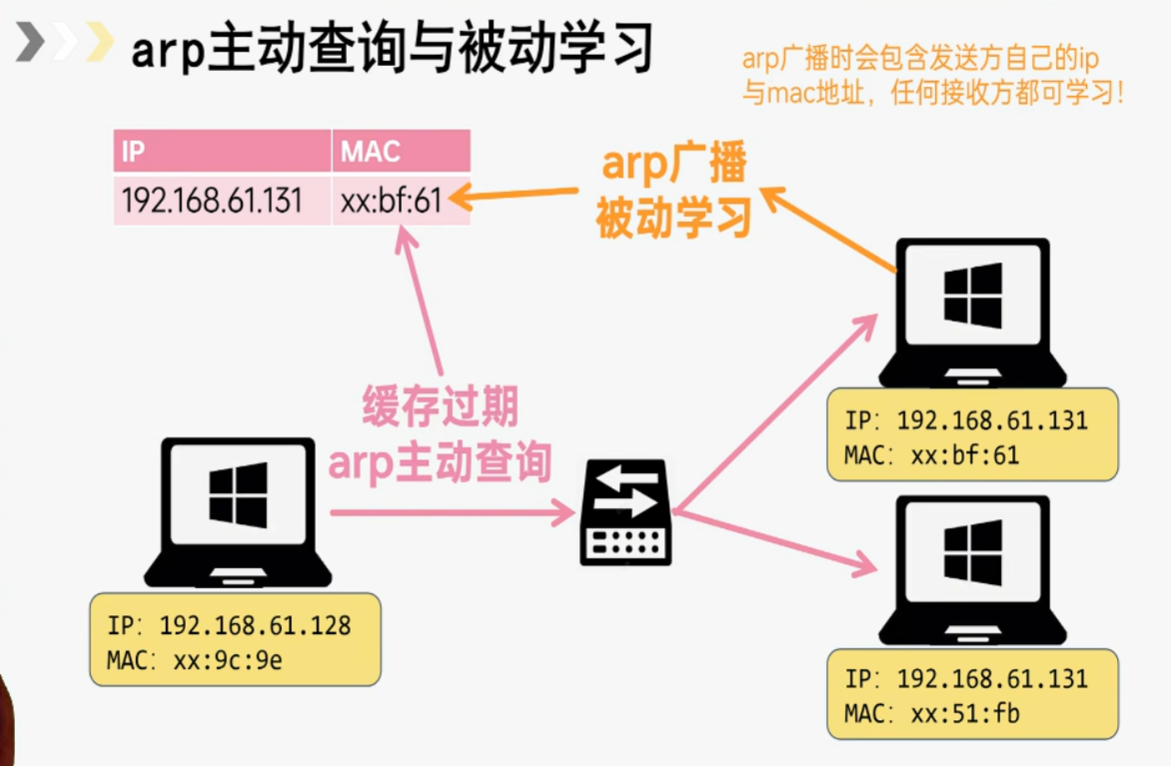 arp主动查询与被动学习
arp广播时会包含发送方自己的ip
与mac地址，任何接收方都可学习！
IP MAC
192.168.61.131 xx:bf:61
arp广播
被动学习
缓存过期
arp主动查询
IP: 192.168.61.131
MAC: xx:bf:61
IP: 192.168.61.128
MAC: xx:9c:9e
IP: 192.168.61.131
MAC: xx:51:fb